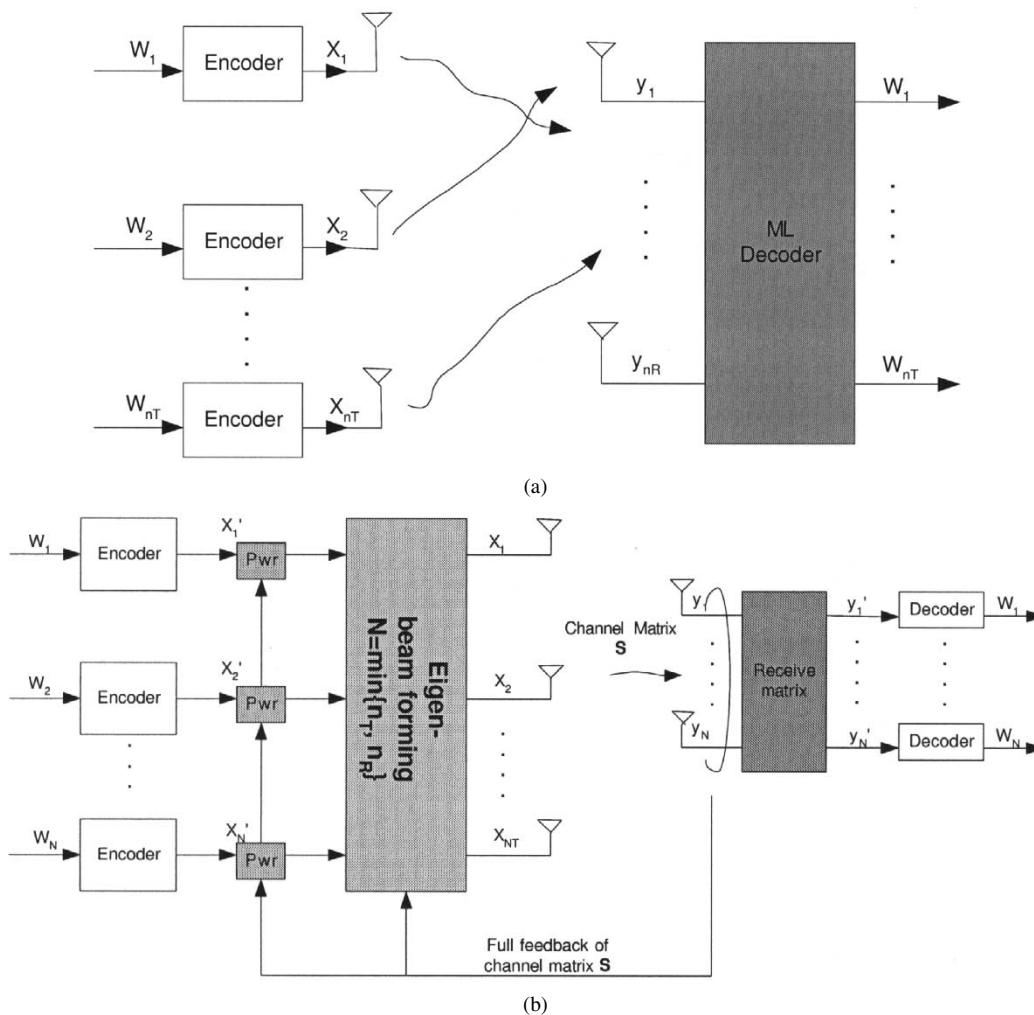 W1
Encoder
X1
W2
Encoder
X2
WnT
Encoder
XnT
y1
ynR
ML
Decoder
W1
WnT
(a)
W1
Encoder
X1'
Pwr
W2
Encoder
X2'
Pwr
WN
Encoder
XN'
Pwr
Eigen-
beam forming
N=min{nT, nR}
X1
X2
XNT
Channel Matrix
S
y1
yN
Receive
matrix
y1'
yN'
Decoder
W1
Decoder
WN
Full feedback of
channel matrix S
(b)